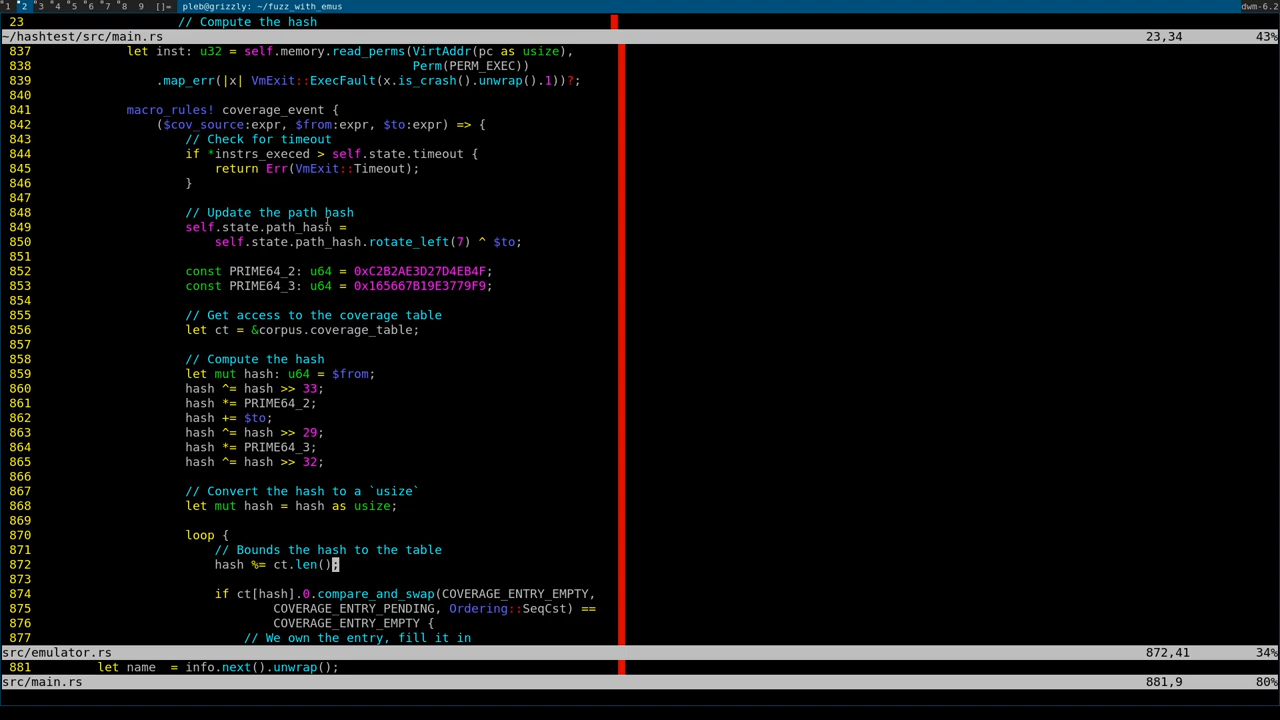 1 2 3 4 5 6 7 8 9 []= pleb@grizzly: ~/fuzz_with_emus dwm-6.2
23 // Compute the hash
~/hashtest/src/main.rs 23,34 43%
837 let inst: u32 = self.memory.read_perms(VirtAddr(pc as usize),
838 Perm(PERM_EXEC))
839 .map_err(|x| VmExit::ExecFault(x.is_crash().unwrap().1))?;
840
841 macro_rules! coverage_event {
842 ($cov_source:expr, $from:expr, $to:expr) => {
843 // Check for timeout
844 if *instrs_execed > self.state.timeout {
845 return Err(VmExit::Timeout);
846 }
847
848 // Update the path hash
849 self.state.path_hash =
850 self.state.path_hash.rotate_left(7) ^ $to;
851
852 const PRIME64_2: u64 = 0xC2B2AE3D27D4EB4F;
853 const PRIME64_3: u64 = 0x165667B19E3779F9;
854
855 // Get access to the coverage table
856 let ct = &corpus.coverage_table;
857
858 // Compute the hash
859 let mut hash: u64 = $from;
860 hash ^= hash >> 33;
861 hash *= PRIME64_2;
862 hash += $to;
863 hash ^= hash >> 29;
864 hash *= PRIME64_3;
865 hash ^= hash >> 32;
866
867 // Convert the hash to a `usize`
868 let mut hash = hash as usize;
869
870 loop {
871 // Bounds the hash to the table
872 hash %= ct.len();
873
874 if ct[hash].0.compare_and_swap(COVERAGE_ENTRY_EMPTY,
875 COVERAGE_ENTRY_PENDING, Ordering::SeqCst) ==
876 COVERAGE_ENTRY_EMPTY {
877 // We own the entry, fill it in
src/emulator.rs 872,41 34%
881 let name  = info.next().unwrap();
src/main.rs 881,9 80%